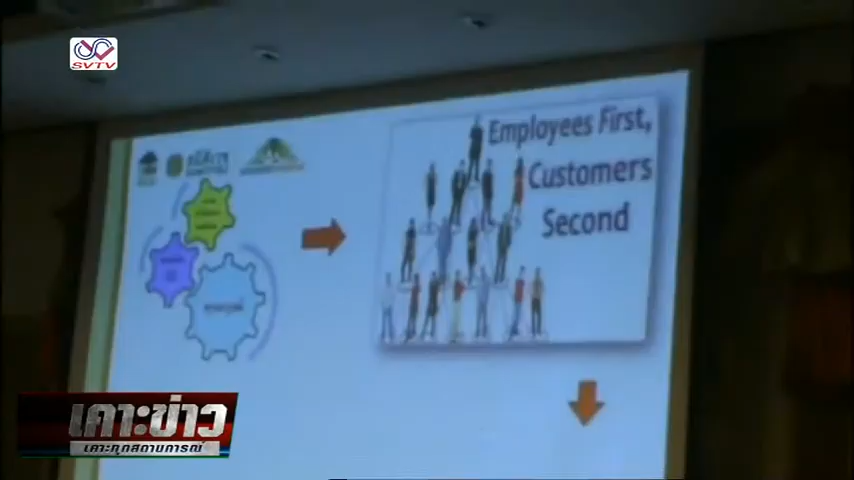 SVTV
Employees First,
Customers
Second
เคาะข่าว
เคาะทุกสถานการณ์